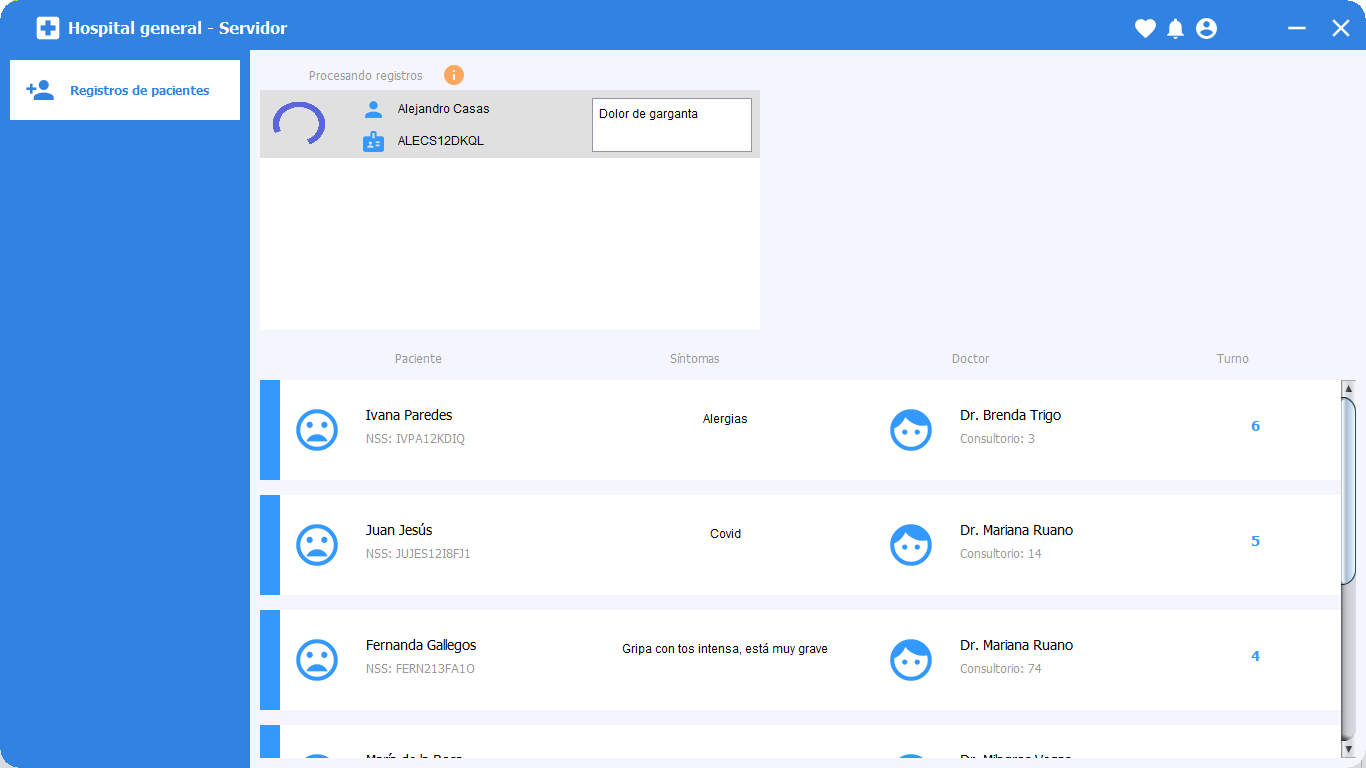 Hospital general - Servidor
Registros de pacientes
Procesando registros
Alejandro Casas
ALECS12DKQL
Dolor de garganta
Paciente Síntomas Doctor Turno
Ivana Paredes
NSS: IVPA12KDIQ
Alergias
Dr. Brenda Trigo
Consultorio: 3
6
Juan Jesús
NSS: JUJES12I8FJ1
Covid
Dr. Mariana Ruano
Consultorio: 14
5
Fernanda Gallegos
NSS: FERN213FA1O
Gripa con tos intensa, está muy grave
Dr. Mariana Ruano
Consultorio: 74
4